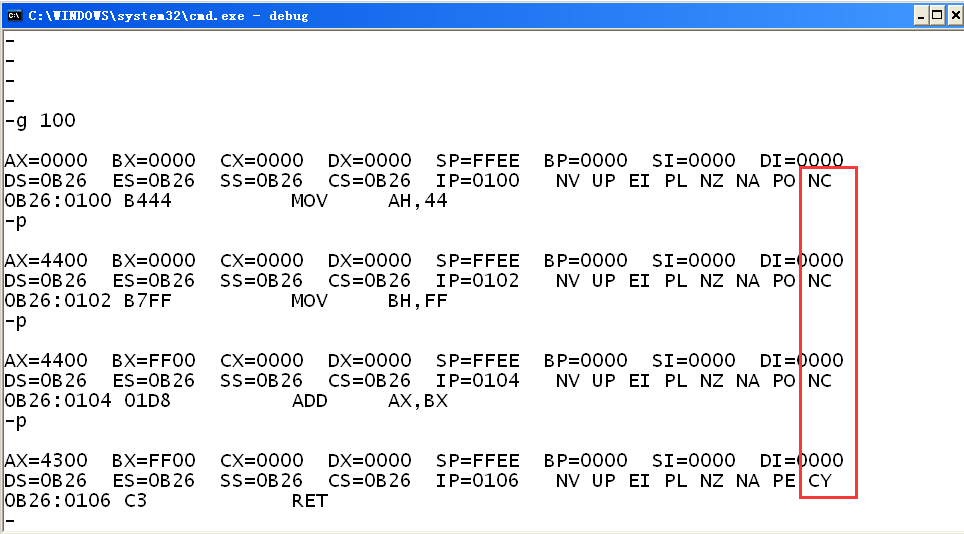 C:\WINDOWS\system32\cmd.exe - debug
-
-
-
-
-g 100
AX=0000  BX=0000  CX=0000  DX=0000  SP=FFEE  BP=0000  SI=0000  DI=0000
DS=0B26  ES=0B26  SS=0B26  CS=0B26  IP=0100   NV UP EI PL NZ NA PO NC
0B26:0100 B444          MOV     AH,44
-p
AX=4400  BX=0000  CX=0000  DX=0000  SP=FFEE  BP=0000  SI=0000  DI=0000
DS=0B26  ES=0B26  SS=0B26  CS=0B26  IP=0102   NV UP EI PL NZ NA PO NC
0B26:0102 B7FF          MOV     BH,FF
-p
AX=4400  BX=FF00  CX=0000  DX=0000  SP=FFEE  BP=0000  SI=0000  DI=0000
DS=0B26  ES=0B26  SS=0B26  CS=0B26  IP=0104   NV UP EI PL NZ NA PO NC
0B26:0104 01D8          ADD     AX,BX
-p
AX=4300  BX=FF00  CX=0000  DX=0000  SP=FFEE  BP=0000  SI=0000  DI=0000
DS=0B26  ES=0B26  SS=0B26  CS=0B26  IP=0106   NV UP EI PL NZ NA PE CY
0B26:0106 C3            RET
-